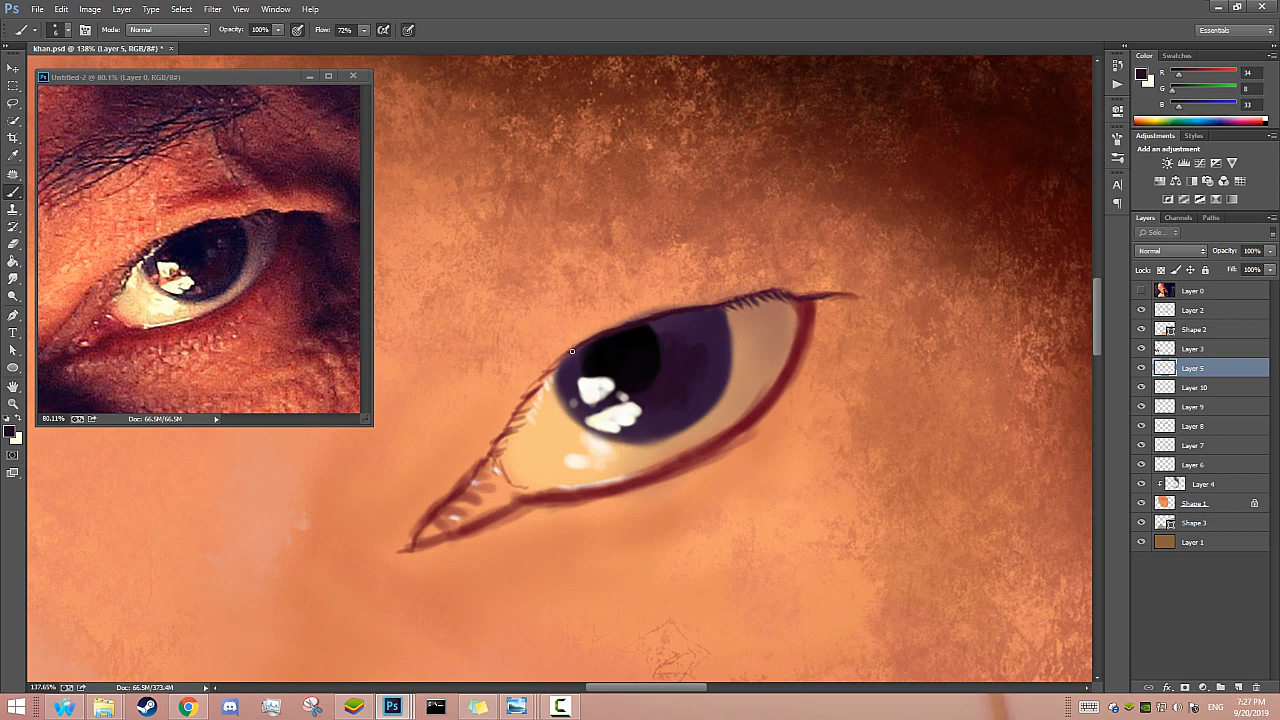 Ps File Edit Image Layer Type Select Filter View Window Help
Mode: Normal Opacity: 100% Flow: 72% Essentials
6
khan.psd @ 138% (Layer 5, RGB/8#) * ×
Untitled-2 @ 80.1% (Layer 0, RGB/8#)
80.11% Doc: 66.5M/66.5M
Color Swatches
R 34
G 8
B 33
Adjustments Styles
Add an adjustment
Layers Channels Paths
Sele...
Normal Opacity: 100%
Lock: Fill: 100%
Layer 0
Layer 2
Shape 2
Layer 3
Layer 5
Layer 10
Layer 9
Layer 8
Layer 7
Layer 6
Layer 4
Shape 1
Shape 3
Layer 1
137.65% Doc: 66.5M/373.4M
fx
Ps
ENG
7:27 PM
9/20/2019